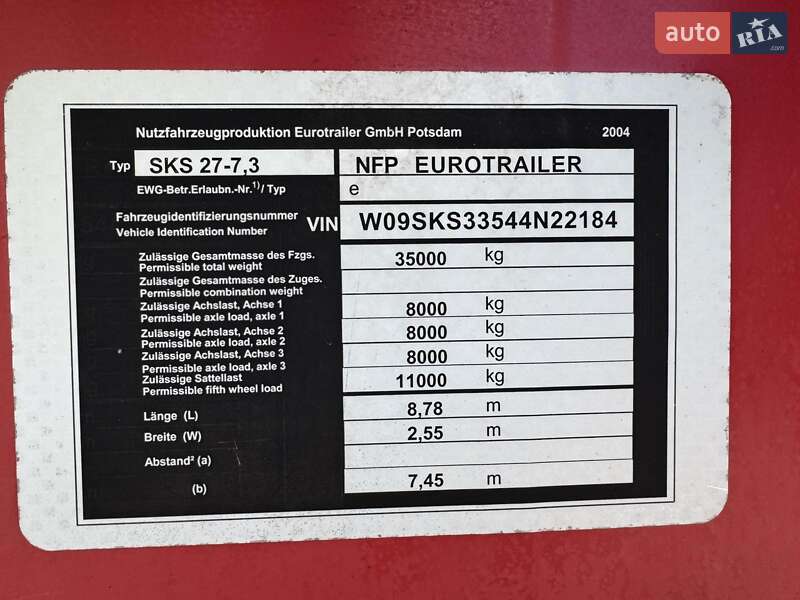 auto RIA .com
Nutzfahrzeugproduktion Eurotrailer GmbH Potsdam 2004
Typ SKS 27-7,3 NFP EUROTRAILER
EWG-Betr.Erlaubn.-Nr.¹⁾/ Typ e
Fahrzeugidentifizierungsnummer
Vehicle Identification Number VIN W09SKS33544N22184
Zulässige Gesamtmasse des Fzgs.
Permissible total weight 35000 kg
Zulässige Gesamtmasse des Zuges.
Permissible combination weight
Zulässige Achslast, Achse 1
Permissible axle load, axle 1 8000 kg
Zulässige Achslast, Achse 2
Permissible axle load, axle 2 8000 kg
Zulässige Achslast, Achse 3
Permissible axle load, axle 3 8000 kg
Zulässige Sattellast
Permissible fifth wheel load 11000 kg
Länge (L) 8,78 m
Breite (W) 2,55 m
Abstand² (a)
(b) 7,45 m